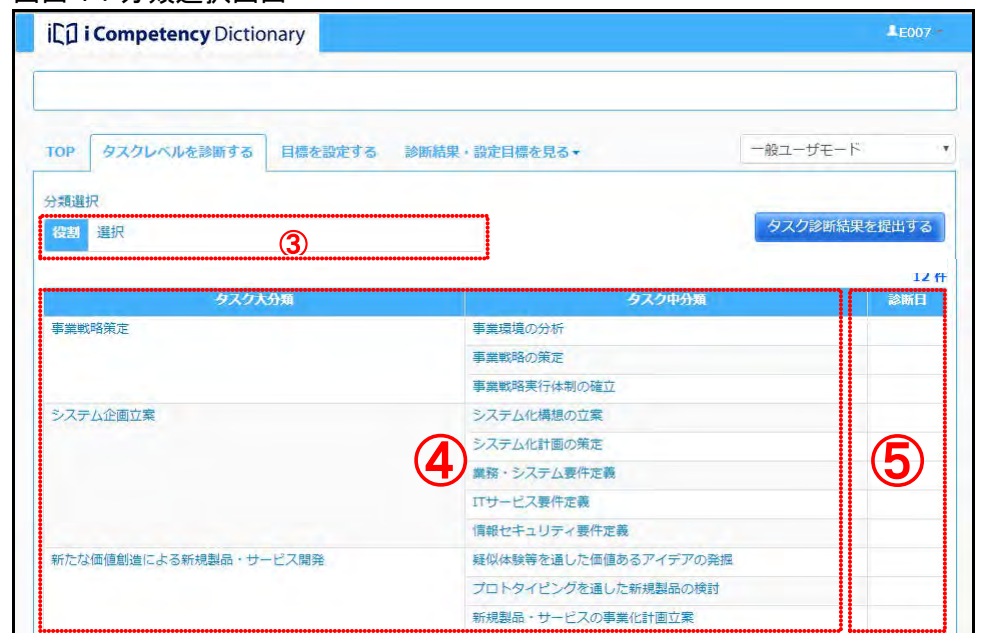 i Competency Dictionary
E007
TOP タスクレベルを診断する 目標を設定する 診断結果・設定目標を見る 一般ユーザモード
分類選択
役割 選択
③
タスク診断結果を提出する
12 件
タスク大分類 タスク中分類 診断日
事業戦略策定 事業環境の分析
事業戦略の策定
事業戦略実行体制の確立
システム企画立案 システム化構想の立案
システム化計画の策定
④ ⑤
業務・システム要件定義
ITサービス要件定義
情報セキュリティ要件定義
新たな価値創造による新規製品・サービス開発 疑似体験等を通した価値あるアイデアの発掘
プロトタイピングを通した新規製品の検討
新規製品・サービスの事業化計画立案